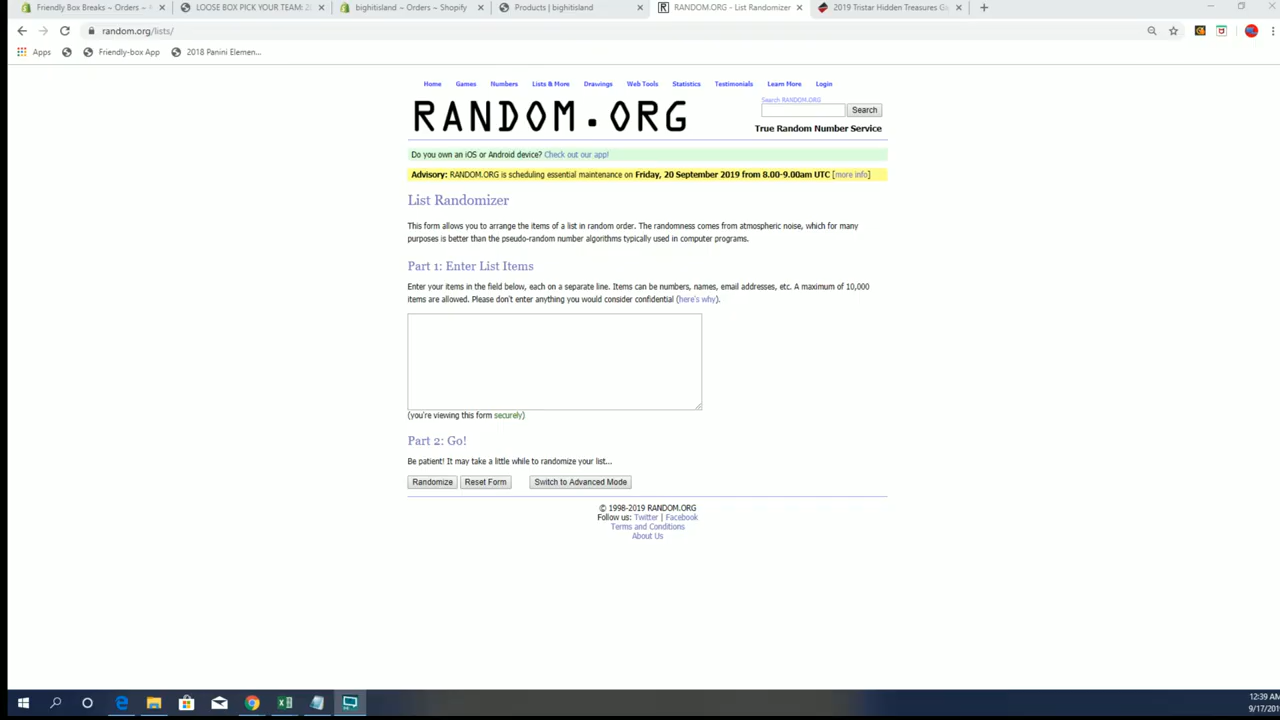 Friendly Box Breaks ~ Orders ~
LOOSE BOX PICK YOUR TEAM:
bighitisland ~ Orders ~ Shopify
Products | bighitisland
RANDOM.ORG - List Randomizer
2019 Tristar Hidden Treasures
random.org/lists/
Apps
Friendly-box App
2018 Panini Elemen...
Home Games Numbers Lists & More Drawings Web Tools Statistics Testimonials Learn More Login
RANDOM.ORG
Search RANDOM.ORG
Search
True Random Number Service
Do you own an iOS or Android device? Check out our app!
Advisory: RANDOM.ORG is scheduling essential maintenance on Friday, 20 September 2019 from 8.00-9.00am UTC [more info]
List Randomizer
This form allows you to arrange the items of a list in random order. The randomness comes from atmospheric noise, which for many
purposes is better than the pseudo-random number algorithms typically used in computer programs.
Part 1: Enter List Items
Enter your items in the field below, each on a separate line. Items can be numbers, names, email addresses, etc. A maximum of 10,000
items are allowed. Please don't enter anything you would consider confidential (here's why).
(you're viewing this form securely)
Part 2: Go!
Be patient! It may take a little while to randomize your list...
Randomize Reset Form Switch to Advanced Mode
© 1998-2019 RANDOM.ORG
Follow us: Twitter | Facebook
Terms and Conditions
About Us
12:39 AM
9/17/2019